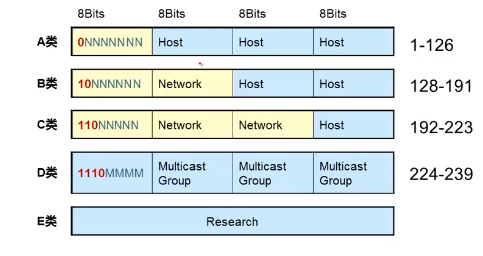 8Bits 8Bits 8Bits 8Bits
A类 0NNNNNNN Host Host Host 1-126
B类 10NNNNNN Network Host Host 128-191
C类 110NNNNN Network Network Host 192-223
D类 1110MMMM Multicast Group Multicast Group Multicast Group 224-239
E类 Research